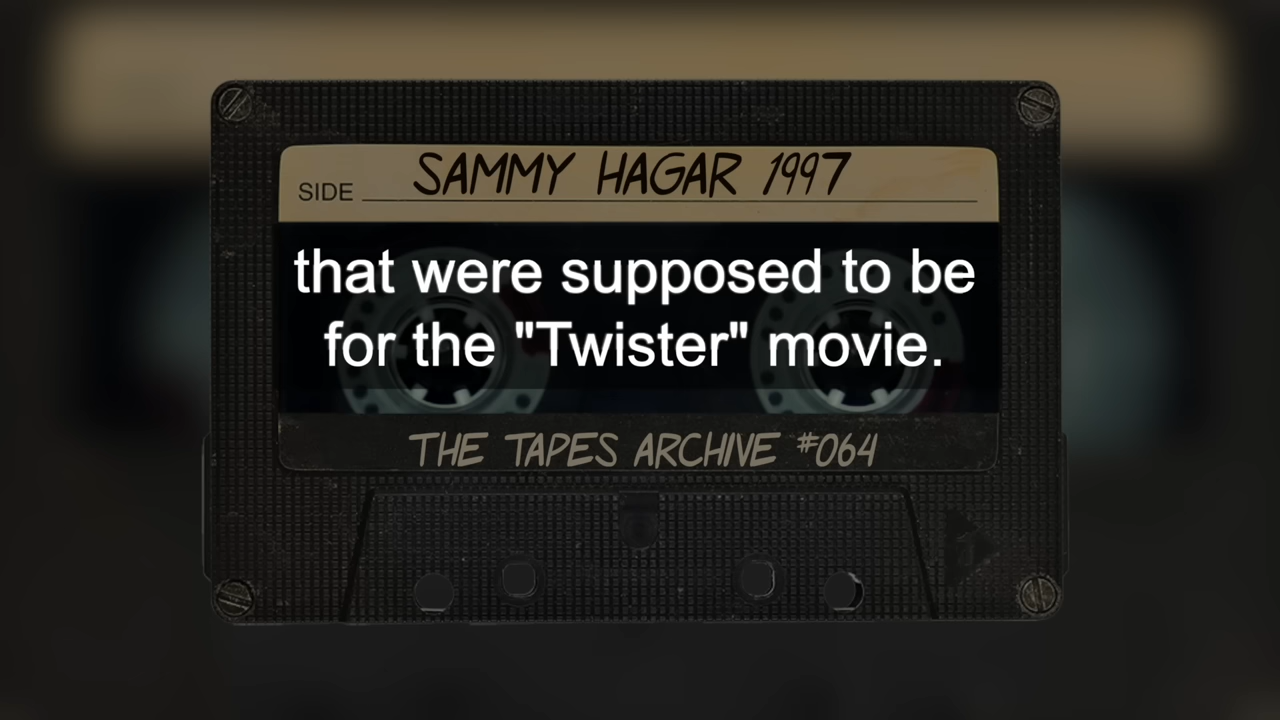 SAMMY HAGAR 1997
SIDE
that were supposed to be
for the "Twister" movie.
THE TAPES ARCHIVE #064